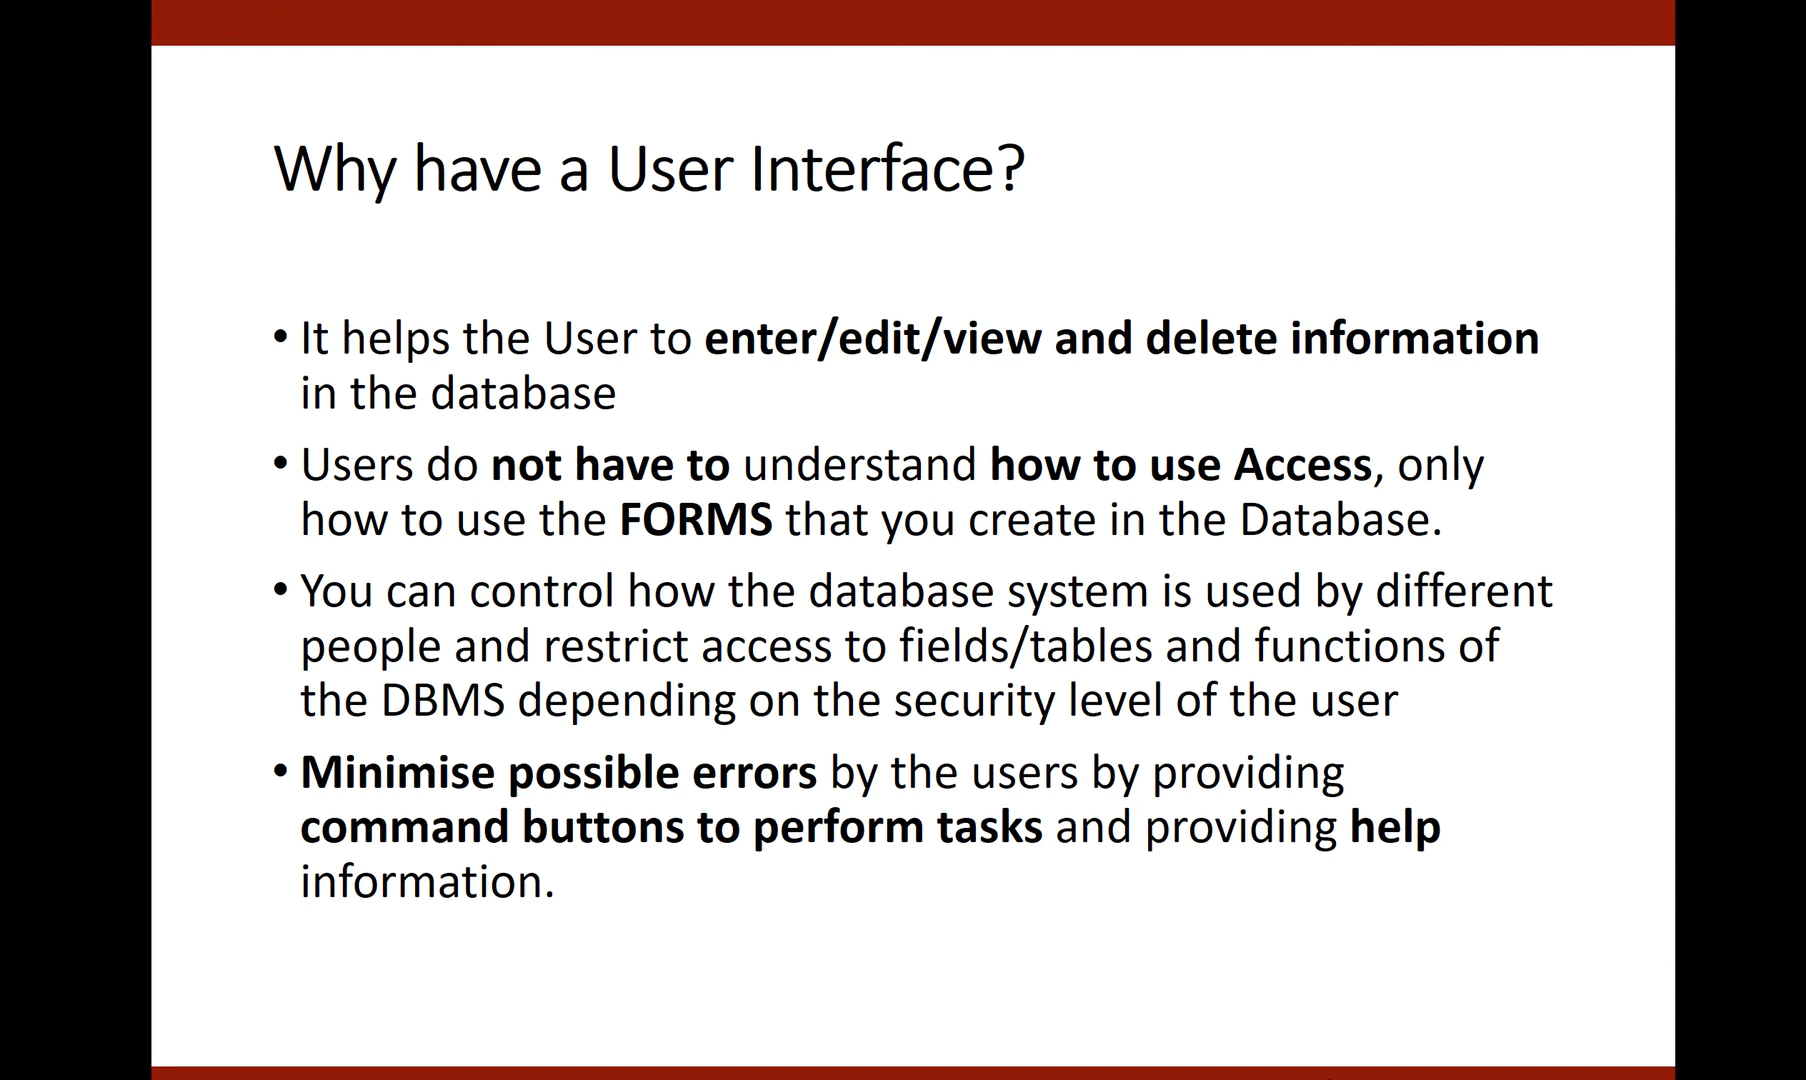 Why have a User Interface?
• It helps the User to enter/edit/view and delete information
in the database
• Users do not have to understand how to use Access, only
how to use the FORMS that you create in the Database.
• You can control how the database system is used by different
people and restrict access to fields/tables and functions of
the DBMS depending on the security level of the user
• Minimise possible errors by the users by providing
command buttons to perform tasks and providing help
information.